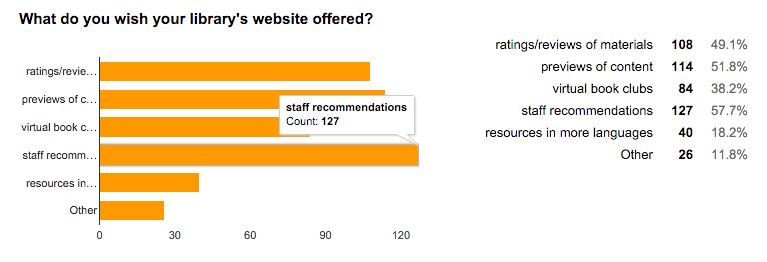 What do you wish your library's website offered?
ratings/revie…
previews of c…
virtual book c…
staff recomm…
resources in…
Other
staff recommendations
Count: 127
0 30 60 90 120
ratings/reviews of materials 108 49.1%
previews of content 114 51.8%
virtual book clubs 84 38.2%
staff recommendations 127 57.7%
resources in more languages 40 18.2%
Other 26 11.8%